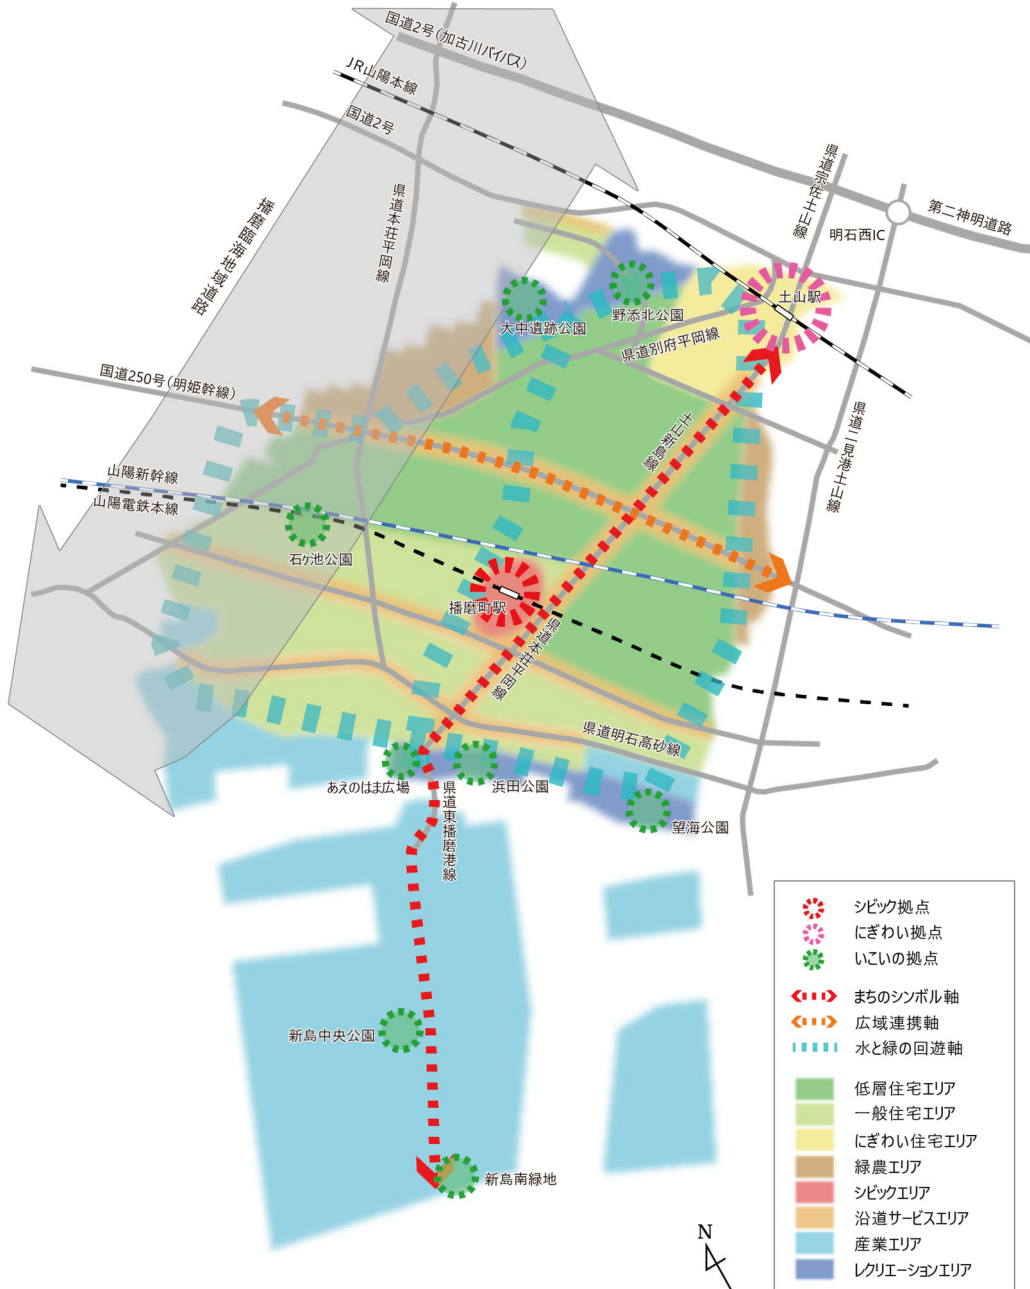 国道2号(加古川バイパス)
JR山陽本線
国道2号
県道宗佐土山線
第二神明道路
明石西IC
県道本荘平岡線
播磨臨海地域道路
土山駅
野添北公園
大中遺跡公園
県道別府平岡線
国道250号(明姫幹線)
土山新島線
県道二見港土山線
山陽新幹線
山陽電鉄本線
石ケ池公園
播磨町駅
県道本荘平岡線
県道明石高砂線
あえのはま広場
浜田公園
県道東播磨港線
望海公園
新島中央公園
新島南緑地
シビック拠点
にぎわい拠点
いこいの拠点
まちのシンボル軸
広域連携軸
水と緑の回遊軸
低層住宅エリア
一般住宅エリア
にぎわい住宅エリア
緑農エリア
シビックエリア
沿道サービスエリア
産業エリア
レクリエーションエリア
N